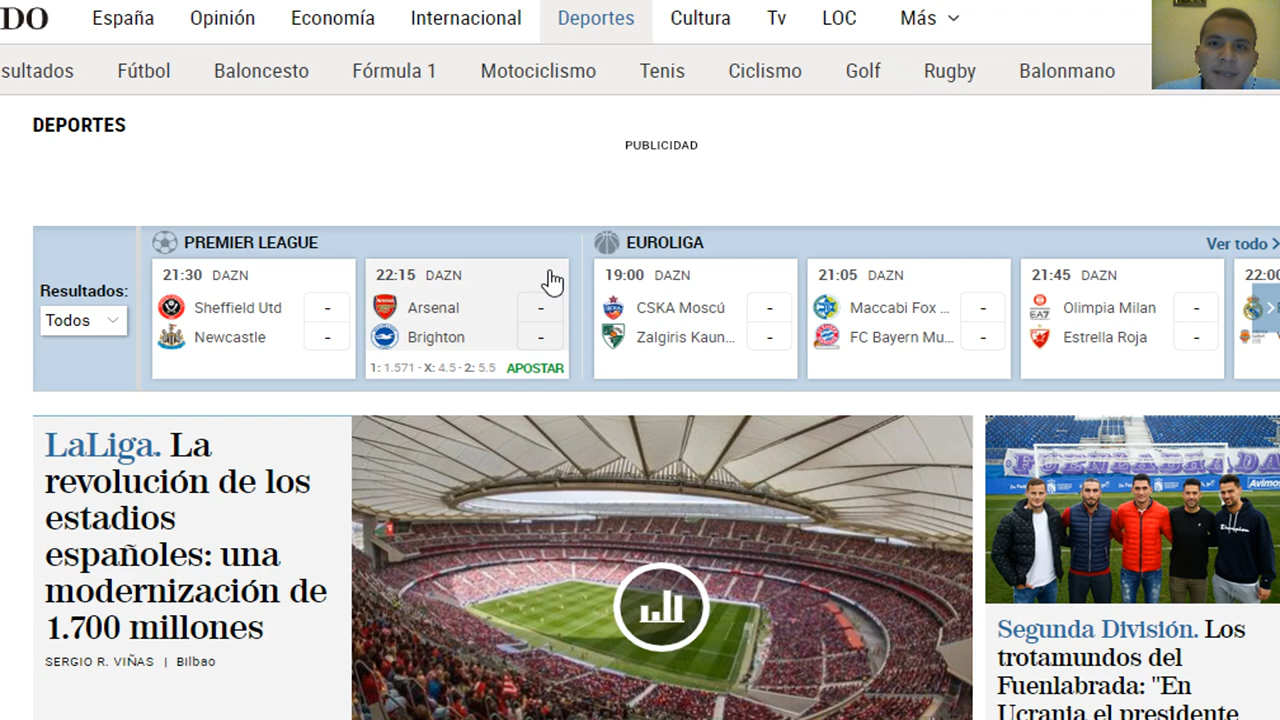 DO España Opinión Economía Internacional Deportes Cultura Tv LOC Más
sultados Fútbol Baloncesto Fórmula 1 Motociclismo Tenis Ciclismo Golf Rugby Balonmano
DEPORTES
PUBLICIDAD
Resultados:
Todos
PREMIER LEAGUE
21:30 DAZN
Sheffield Utd -
Newcastle -
22:15 DAZN
Arsenal -
Brighton -
1: 1.571 - X: 4.5 - 2: 5.5 APOSTAR
EUROLIGA
Ver todo
19:00 DAZN
CSKA Moscú -
Zalgiris Kaun... -
21:05 DAZN
Maccabi Fox ... -
FC Bayern Mu... -
21:45 DAZN
Olimpia Milan -
Estrella Roja -
22:00
LaLiga. La
revolución de los
estadios
españoles: una
modernización de
1.700 millones
SERGIO R. VIÑAS | Bilbao
FUENLABRADA
Segunda División. Los
trotamundos del
Fuenlabrada: "En
Ucrania el presidente